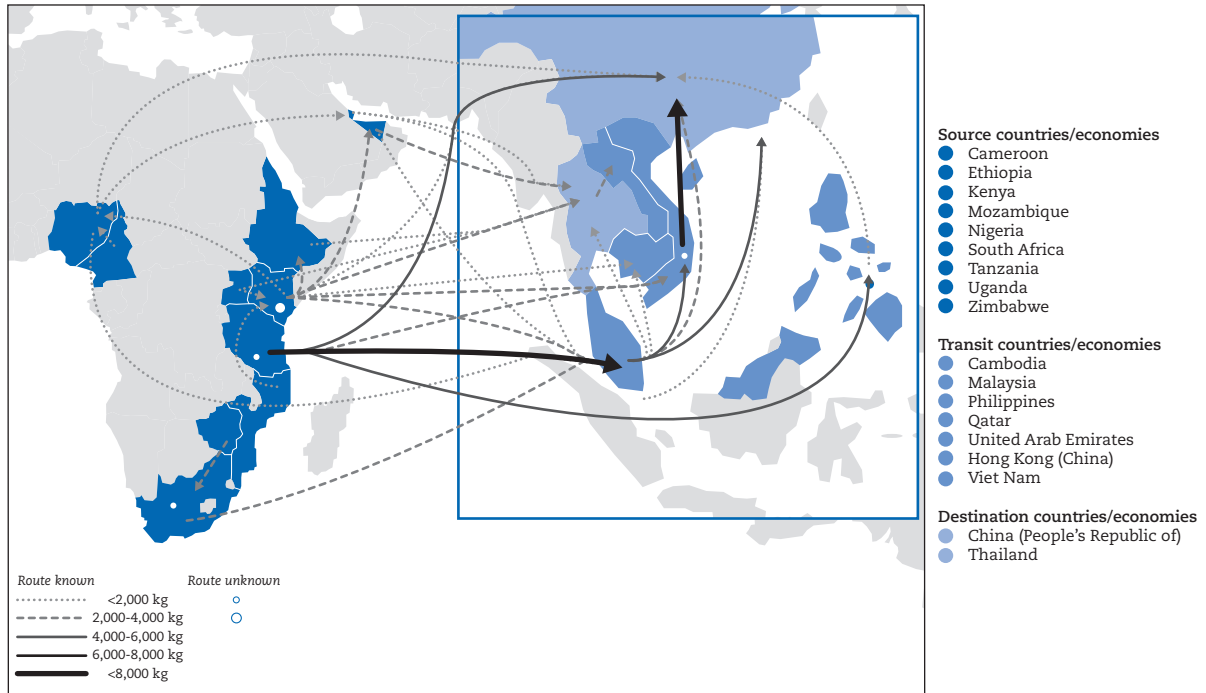 Source countries/economies
Cameroon
Ethiopia
Kenya
Mozambique
Nigeria
South Africa
Tanzania
Uganda
Zimbabwe
Transit countries/economies
Cambodia
Malaysia
Philippines
Qatar
United Arab Emirates
Hong Kong (China)
Viet Nam
Destination countries/economies
China (People's Republic of)
Thailand
Route known Route unknown
<2,000 kg
2,000-4,000 kg
4,000-6,000 kg
6,000-8,000 kg
<8,000 kg